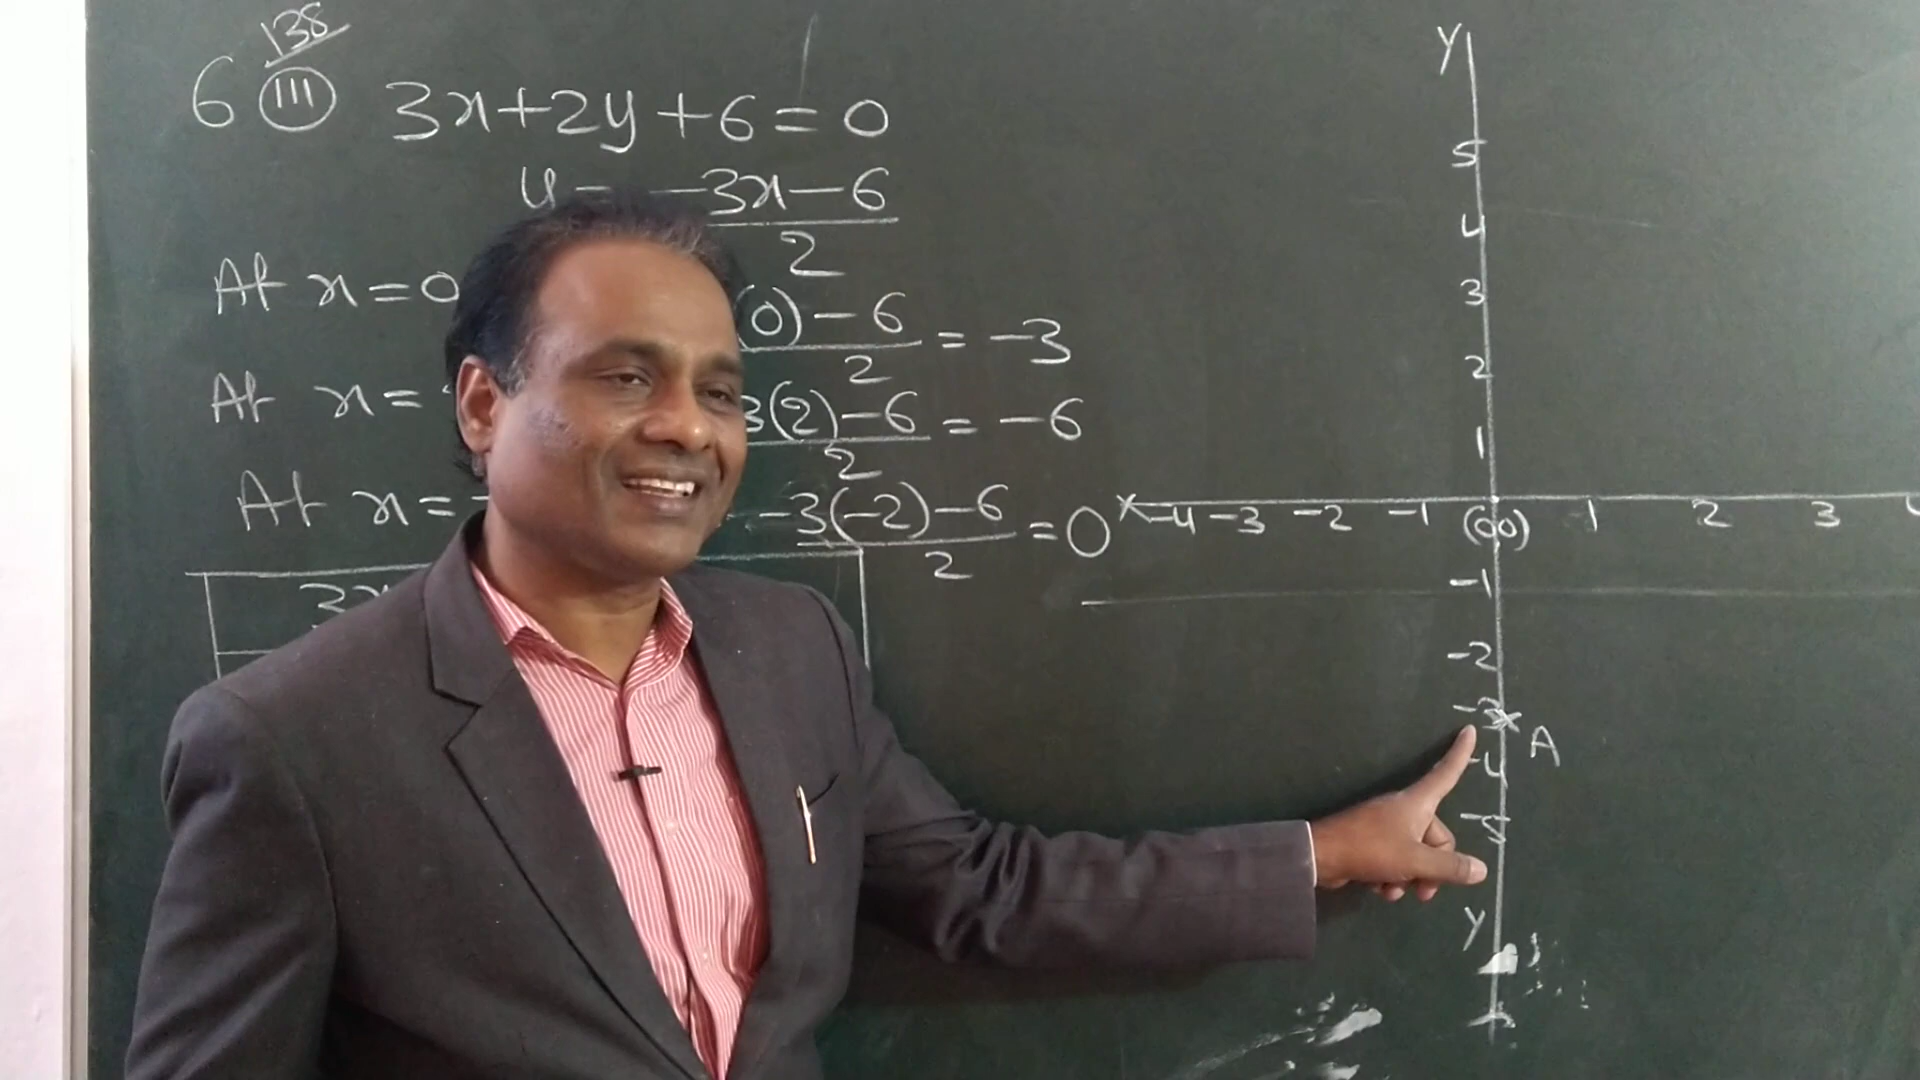 138
6 (III) 3x+2y+6=0
y = -3x-6
2
At x=0 (0)-6 = -3
2
At x= 3(2)-6 = -6
2
At x=- -3(-2)-6 = 0
2
3x
Y
5
4
3
2
1
X -4 -3 -2 -1 (00) 1 2 3
-1
-2
-3 x A
-4
-5
Y